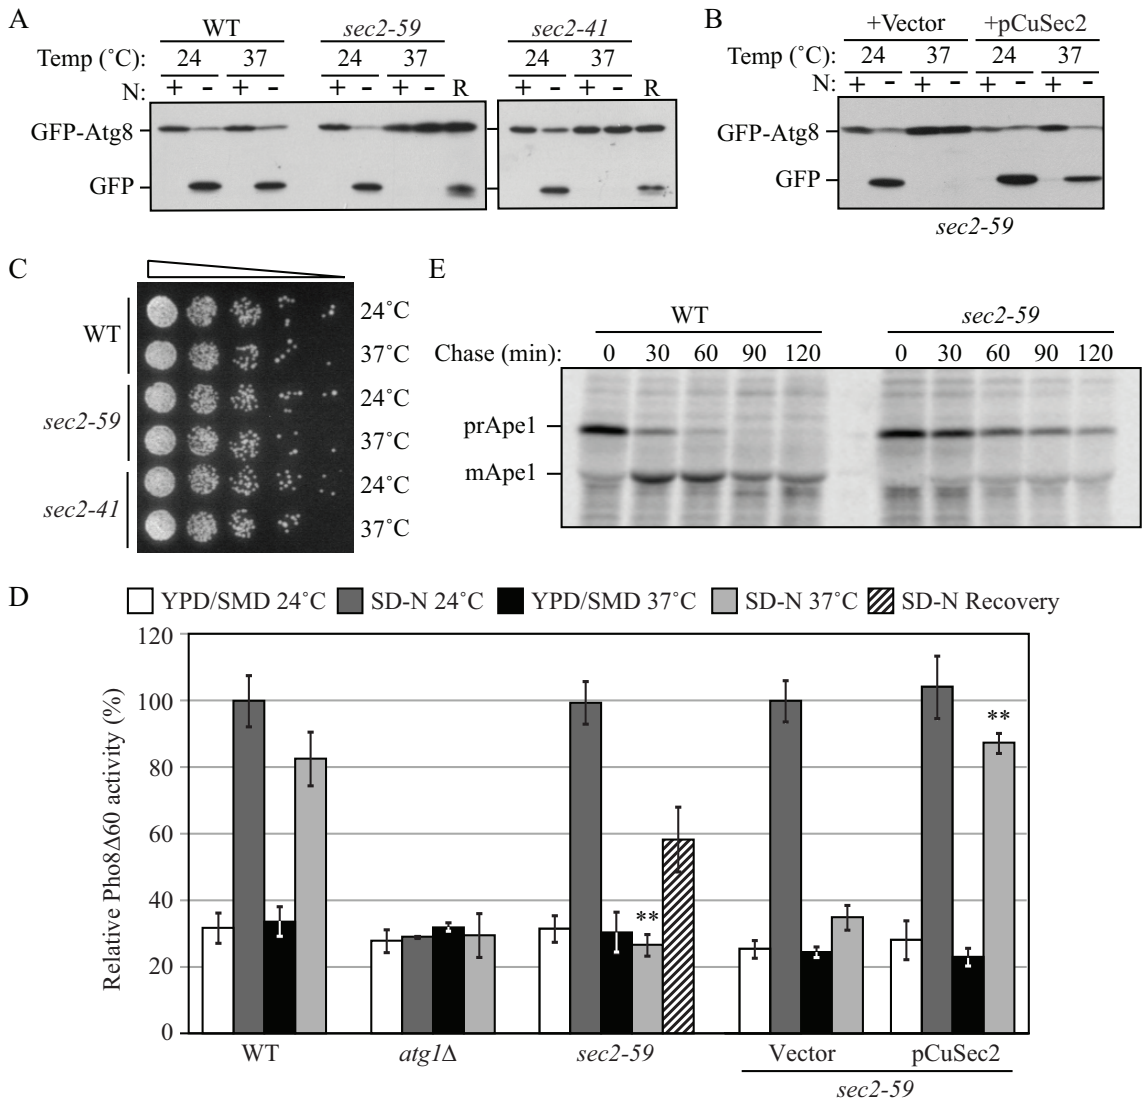 A
WT
sec2-59
sec2-41
Temp (˚C):
24
37
24
37
24
37
N:
+
-
+
-
+
-
+
-
R
+
-
+
-
R
GFP-Atg8
GFP
B
+Vector
+pCuSec2
Temp (˚C):
24
37
24
37
N:
+
-
+
-
+
-
+
-
GFP-Atg8
GFP
sec2-59
C
WT
24˚C
37˚C
sec2-59
24˚C
37˚C
sec2-41
24˚C
37˚C
E
WT
sec2-59
Chase (min):
0 30 60 90 120
0 30 60 90 120
prApe1
mApe1
D
YPD/SMD 24˚C
SD-N 24˚C
YPD/SMD 37˚C
SD-N 37˚C
SD-N Recovery
Relative Pho8Δ60 activity (%)
120
100
80
60
40
20
0
**
**
WT
atg1Δ
sec2-59
Vector
pCuSec2
sec2-59